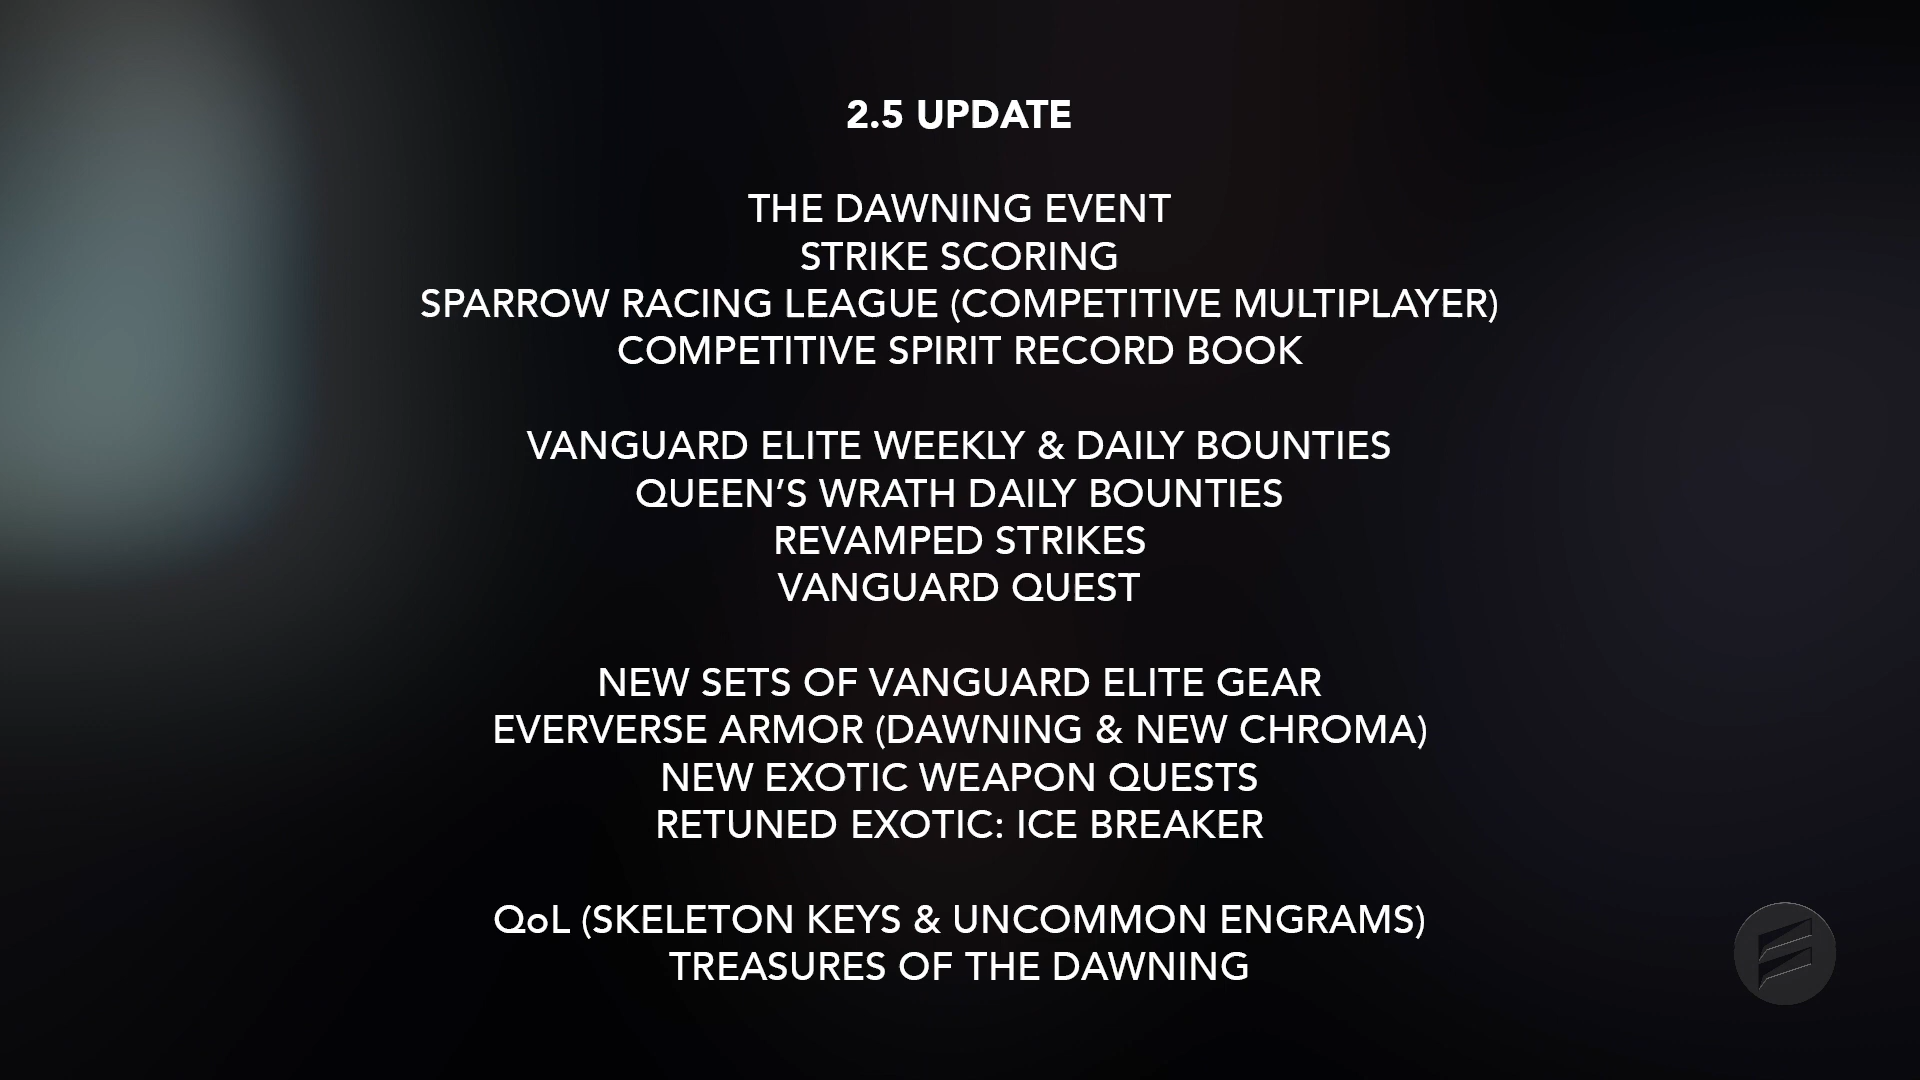 2.5 UPDATE
THE DAWNING EVENT
STRIKE SCORING
SPARROW RACING LEAGUE (COMPETITIVE MULTIPLAYER)
COMPETITIVE SPIRIT RECORD BOOK
VANGUARD ELITE WEEKLY & DAILY BOUNTIES
QUEEN’S WRATH DAILY BOUNTIES
REVAMPED STRIKES
VANGUARD QUEST
NEW SETS OF VANGUARD ELITE GEAR
EVERVERSE ARMOR (DAWNING & NEW CHROMA)
NEW EXOTIC WEAPON QUESTS
RETUNED EXOTIC: ICE BREAKER
QoL (SKELETON KEYS & UNCOMMON ENGRAMS)
TREASURES OF THE DAWNING